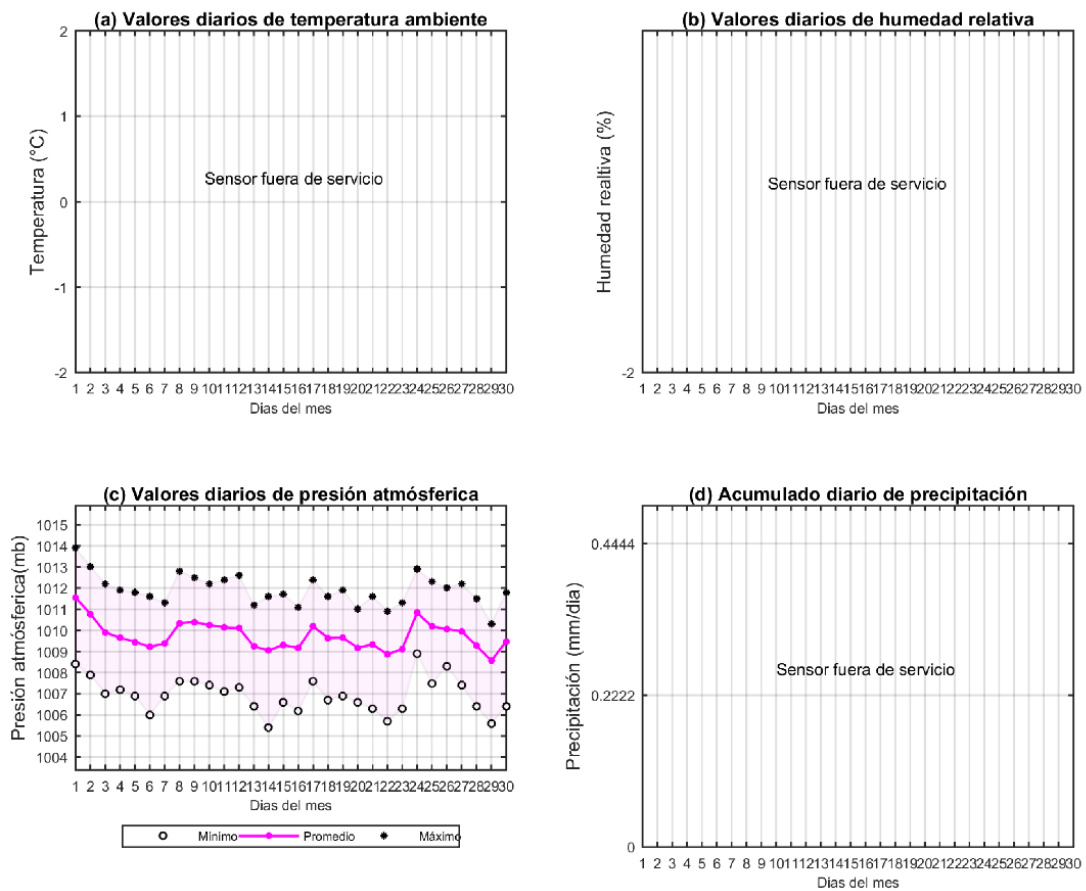 (a) Valores diarios de temperatura ambiente
2
1
0
-1
-2
Temperatura (°C)
Sensor fuera de servicio
1 2 3 4 5 6 7 8 9 10 11 12 13 14 15 16 17 18 19 20 21 22 23 24 25 26 27 28 29 30
Dias del mes
(b) Valores diarios de humedad relativa
Humedad realtiva (%)
Sensor fuera de servicio
-2
1 2 3 4 5 6 7 8 9 10 11 12 13 14 15 16 17 18 19 20 21 22 23 24 25 26 27 28 29 30
Dias del mes
(c) Valores diarios de presión atmósferica
1015
1014
1013
1012
1011
1010
1009
1008
1007
1006
1005
1004
Presión atmósferica(mb)
1 2 3 4 5 6 7 8 9 10 11 12 13 14 15 16 17 18 19 20 21 22 23 24 25 26 27 28 29 30
Dias del mes
Mínimo Promedio Máximo
(d) Acumulado diario de precipitación
0.4444
0.2222
0
Precipitación (mm/dia)
Sensor fuera de servicio
1 2 3 4 5 6 7 8 9 10 11 12 13 14 15 16 17 18 19 20 21 22 23 24 25 26 27 28 29 30
Dias del mes